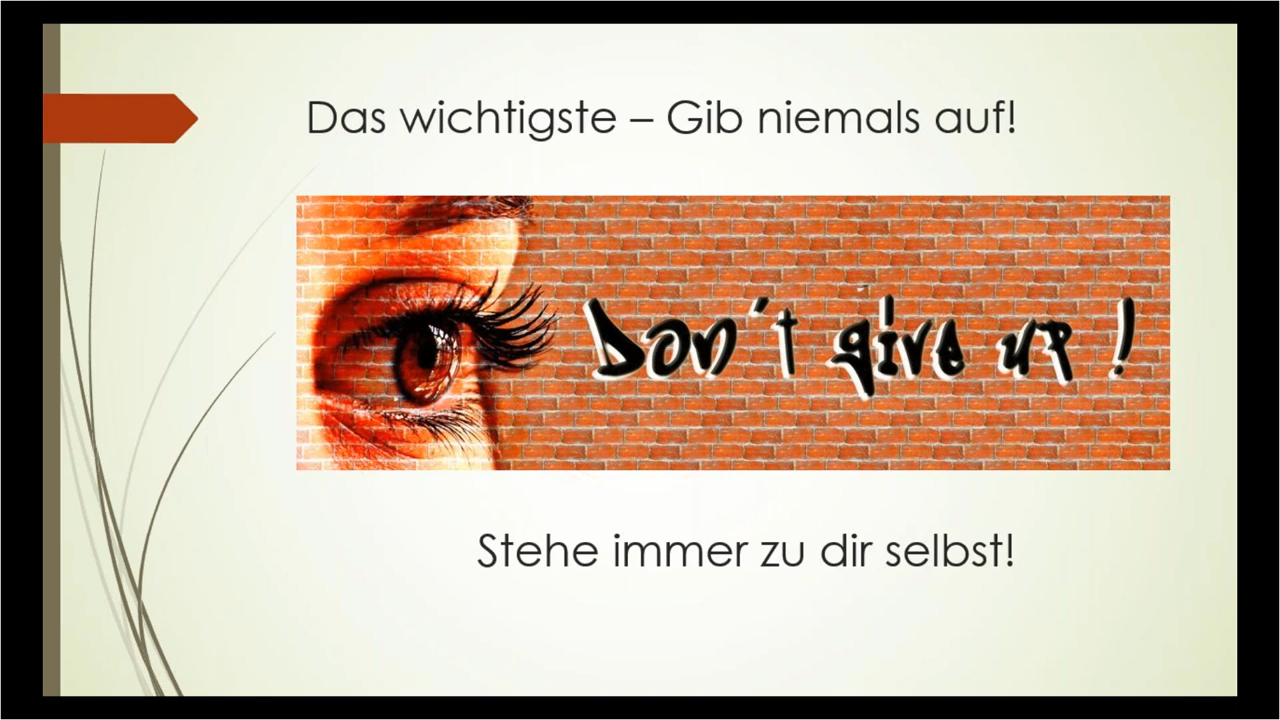 Das wichtigste – Gib niemals auf!
Don´t give up !
Stehe immer zu dir selbst!